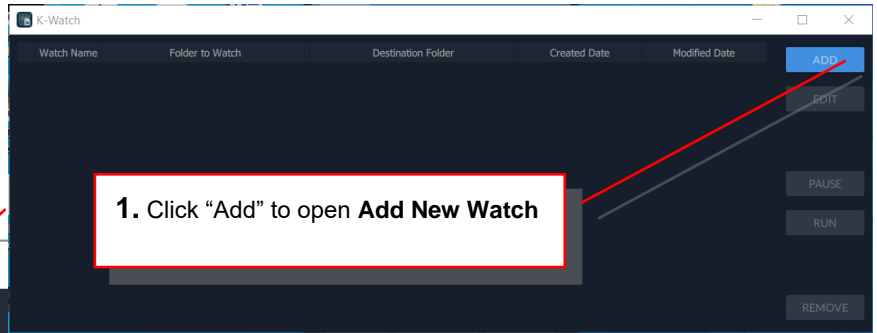 K-Watch
Watch Name Folder to Watch Destination Folder Created Date Modified Date
ADD
EDIT
1. Click “Add” to open Add New Watch
PAUSE
RUN
REMOVE